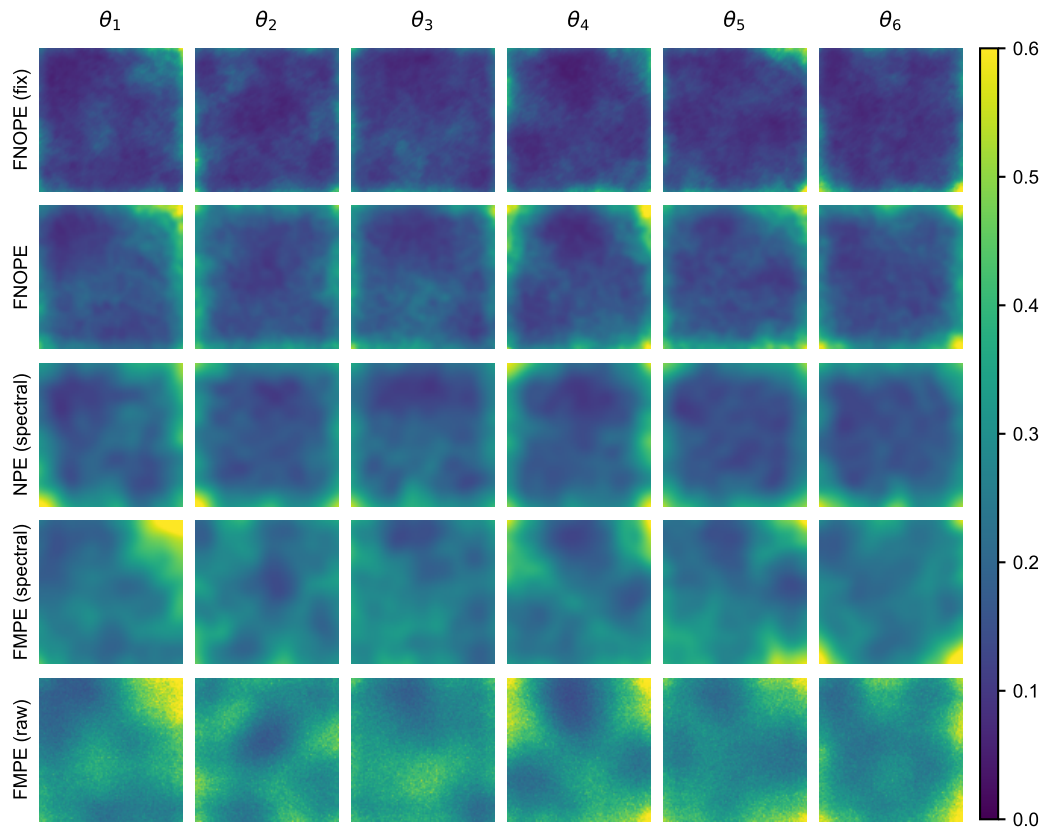 θ₁ θ₂ θ₃ θ₄ θ₅ θ₆
FNOPE (fix)
FNOPE
NPE (spectral)
FMPE (spectral)
FMPE (raw)
0.6
0.5
0.4
0.3
0.2
0.1
0.0